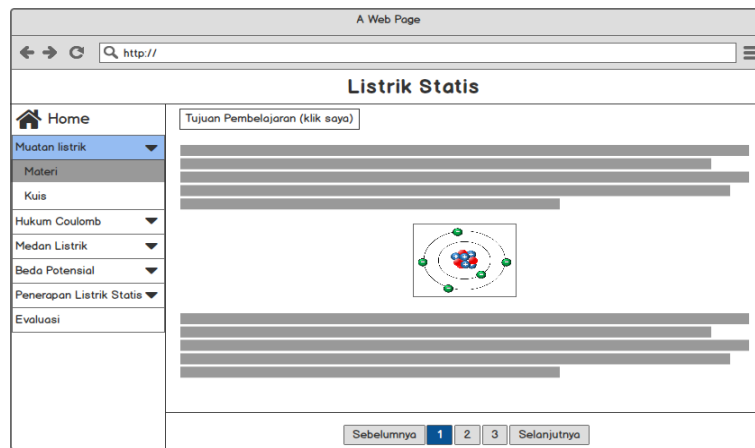 A Web Page
http://
Listrik Statis
Home
Tujuan Pembelajaran (klik saya)
Muatan listrik
Materi
Kuis
Hukum Coulomb
Medan Listrik
Beda Potensial
Penerapan Listrik Statis
Evaluasi
Sebelumnya 1 2 3 Selanjutnya